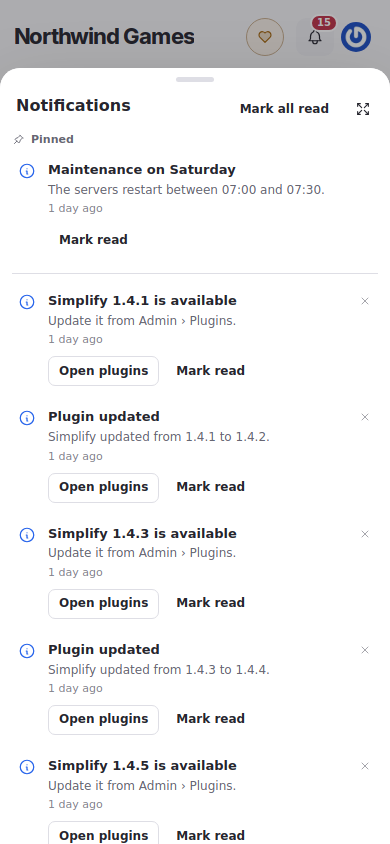 Northwind Games
15
Notifications
Mark all read
Pinned
Maintenance on Saturday
The servers restart between 07:00 and 07:30.
1 day ago
Mark read
Simplify 1.4.1 is available
Update it from Admin › Plugins.
1 day ago
Open plugins
Mark read
Plugin updated
Simplify updated from 1.4.1 to 1.4.2.
1 day ago
Open plugins
Mark read
Simplify 1.4.3 is available
Update it from Admin › Plugins.
1 day ago
Open plugins
Mark read
Plugin updated
Simplify updated from 1.4.3 to 1.4.4.
1 day ago
Open plugins
Mark read
Simplify 1.4.5 is available
Update it from Admin › Plugins.
1 day ago
Open plugins
Mark read